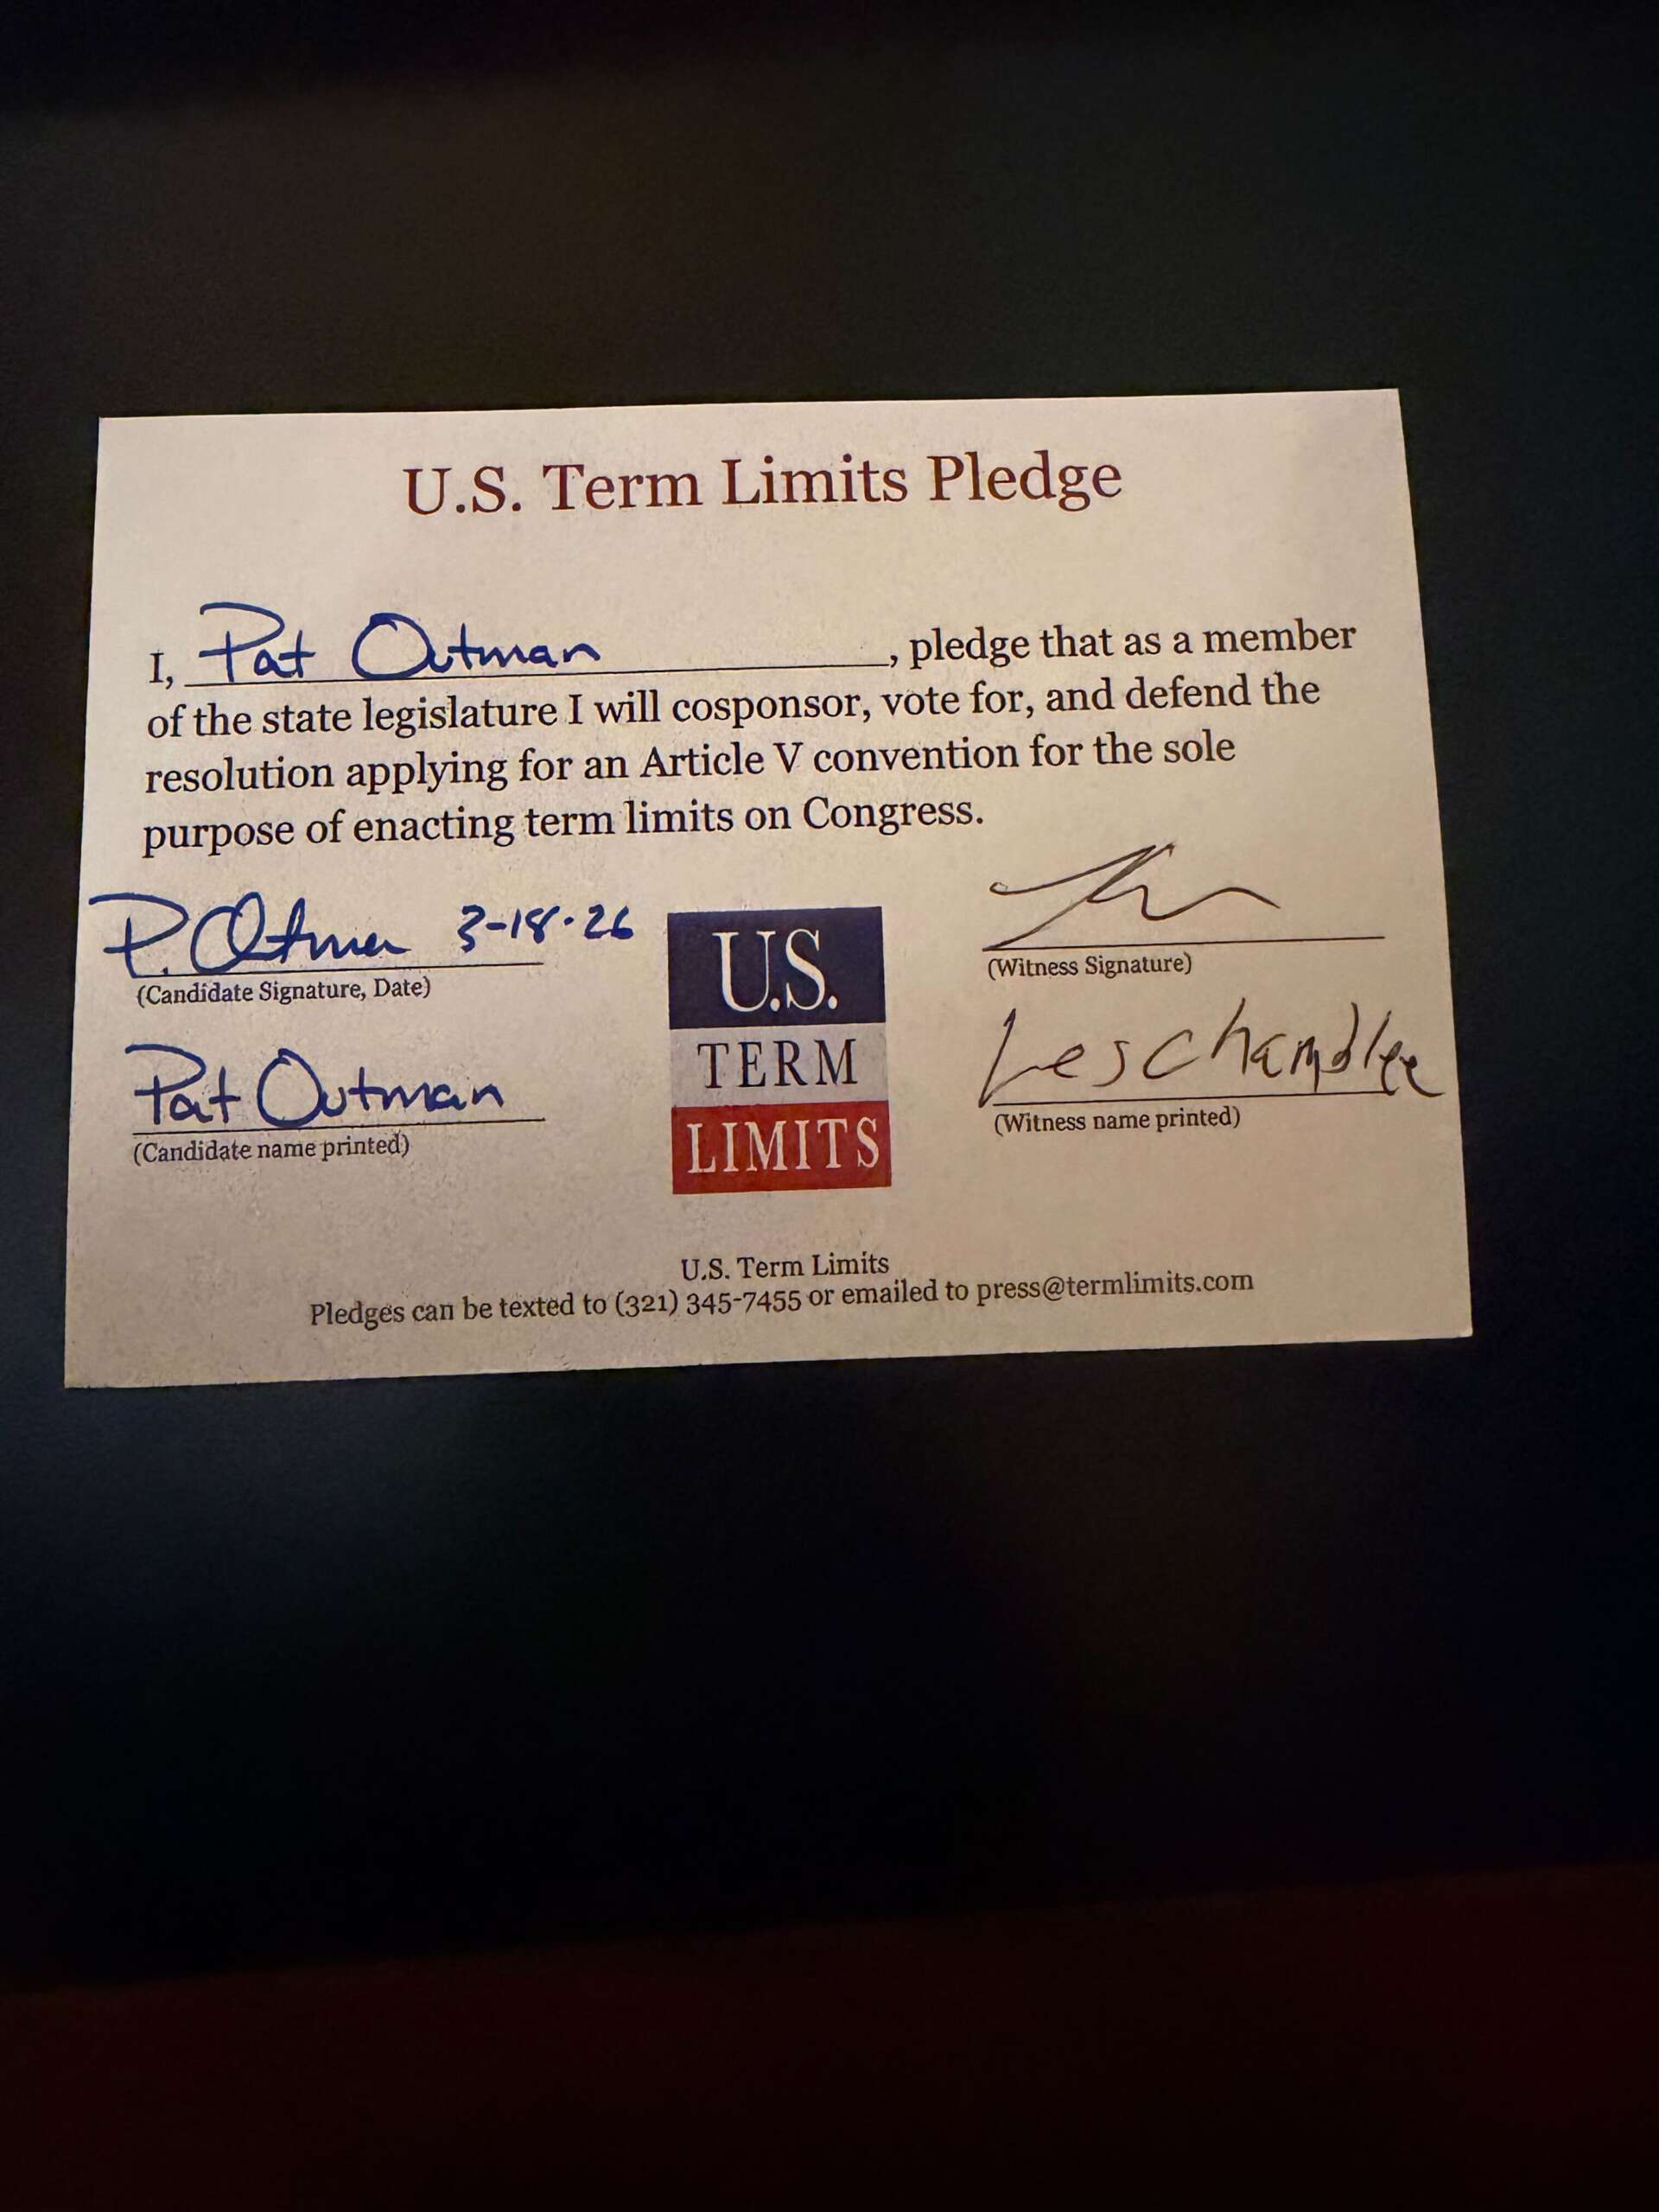 U.S. Term Limits Pledge
I, Pat Outman, pledge that as a member
of the state legislature I will cosponsor, vote for, and defend the
resolution applying for an Article V convention for the sole
purpose of enacting term limits on Congress.
P. Outman 3-18-26
(Candidate Signature, Date)
(Witness Signature)
Pat Outman
(Candidate name printed)
Les Chandlee
(Witness name printed)
U.S.
TERM
LIMITS
U.S. Term Limits
Pledges can be texted to (321) 345-7455 or emailed to press@termlimits.com